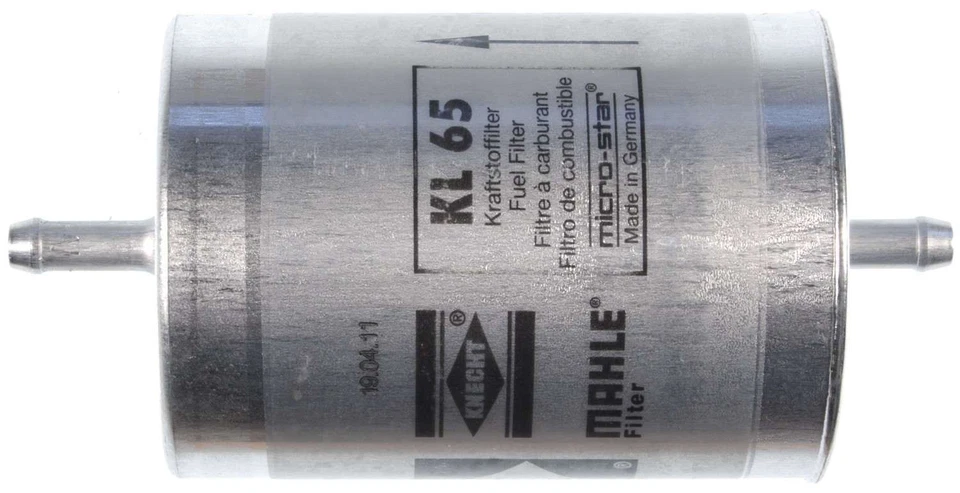 KL 65
Kraftstoffilter
Fuel Filter
Filtre à carburant
Filtro de combustible
micro-star®
Made in Germany
19.04.11
KNECHT ®
MAHLE®
Filter
®